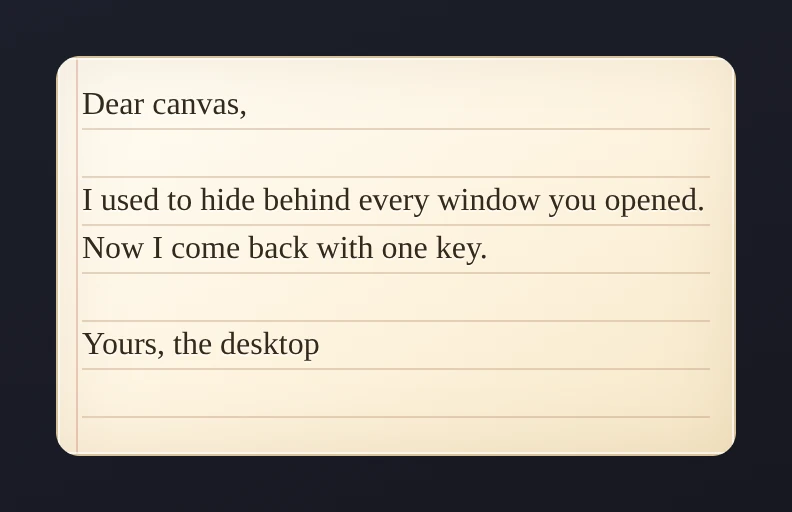 Dear canvas,
I used to hide behind every window you opened.
Now I come back with one key.
Yours, the desktop